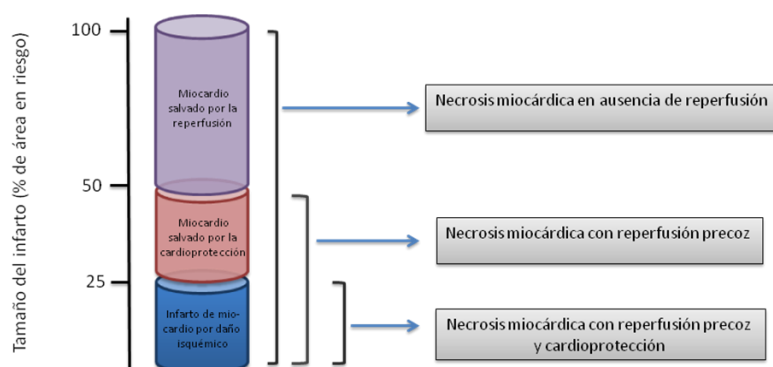 Tamaño del infarto (% de área en riesgo)
100
50
25
Miocardio
salvado por la
reperfusión
Miocardio
salvado por la
cardioprotección
Infarto de mio-
cardio por daño
isquémico
Necrosis miocárdica en ausencia de reperfusión
Necrosis miocárdica con reperfusión precoz
Necrosis miocárdica con reperfusión precoz
y cardioprotección